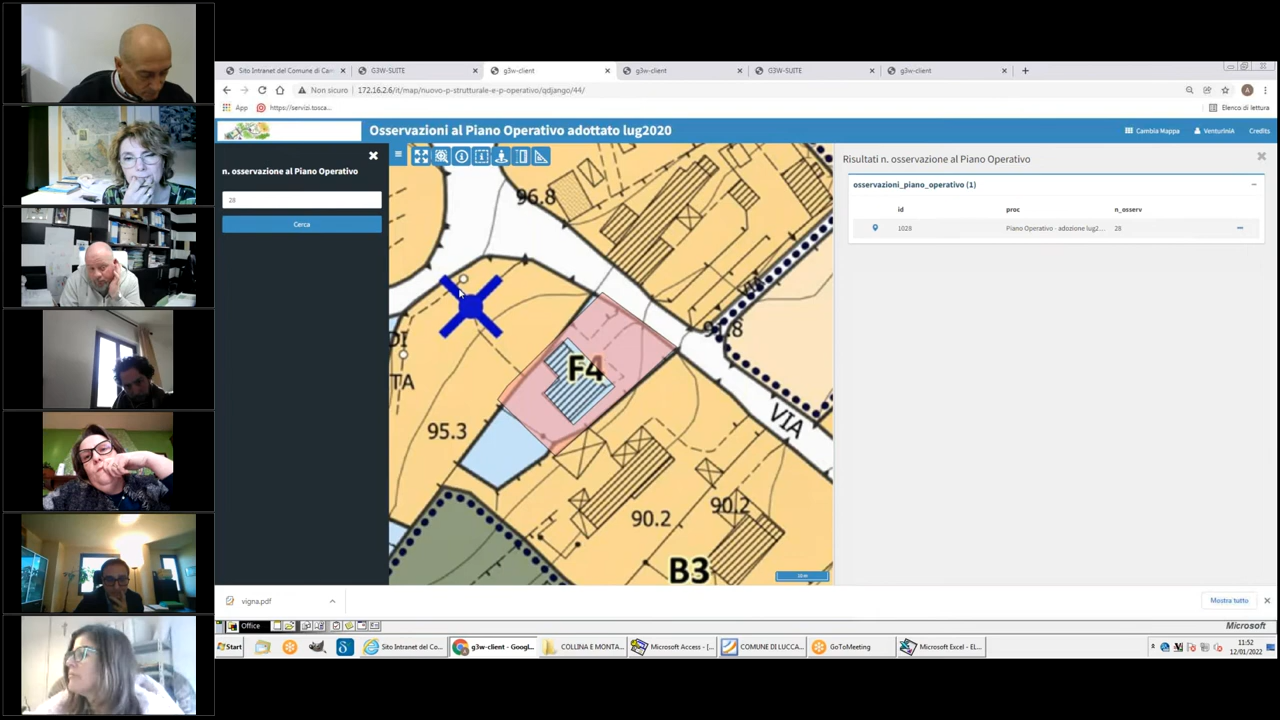 Sito Intranet del Comune di Can
G3W-SUITE
g3w-client
g3w-client
G3W-SUITE
g3w-client
Non sicuro
172.16.2.6/it/map/nuovo-p-strutturale-e-p-operativo/qdjango/44/
App
https://servizi.tosca...
Elenco di lettura
Osservazioni al Piano Operativo adottato lug2020
Cambia Mappa
VenturiniA
Credits
n. osservazione al Piano Operativo
28
Cerca
Risultati n. osservazione al Piano Operativo
osservazioni_piano_operativo (1)
id
proc
n_osserv
1028
Piano Operativo - adozione lug2...
28
96.8
DI
TA
F4
91.8
VIA
95.3
90.2
90.2
B3
vigna.pdf
Mostra tutto
Office
Microsoft
Start
Sito Intranet del Co...
g3w-client - Googl...
COLLINA E MONTA...
Microsoft Access - [...
COMUNE DI LUCCA...
GoToMeeting
Microsoft Excel - EL...
11:52
12/01/2022